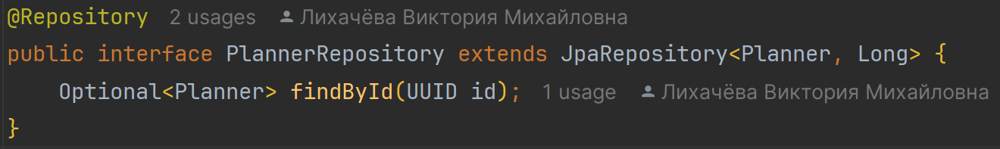 @Repository 2 usages Лихачёва Виктория Михайловна
public interface PlannerRepository extends JpaRepository<Planner, Long> {
Optional<Planner> findById(UUID id); 1 usage Лихачёва Виктория Михайловна
}